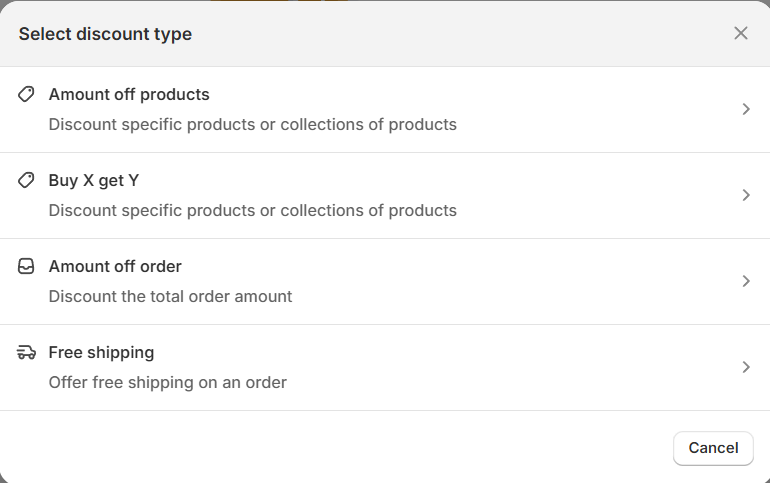 Select discount type
Amount off products
Discount specific products or collections of products
Buy X get Y
Discount specific products or collections of products
Amount off order
Discount the total order amount
Free shipping
Offer free shipping on an order
Cancel